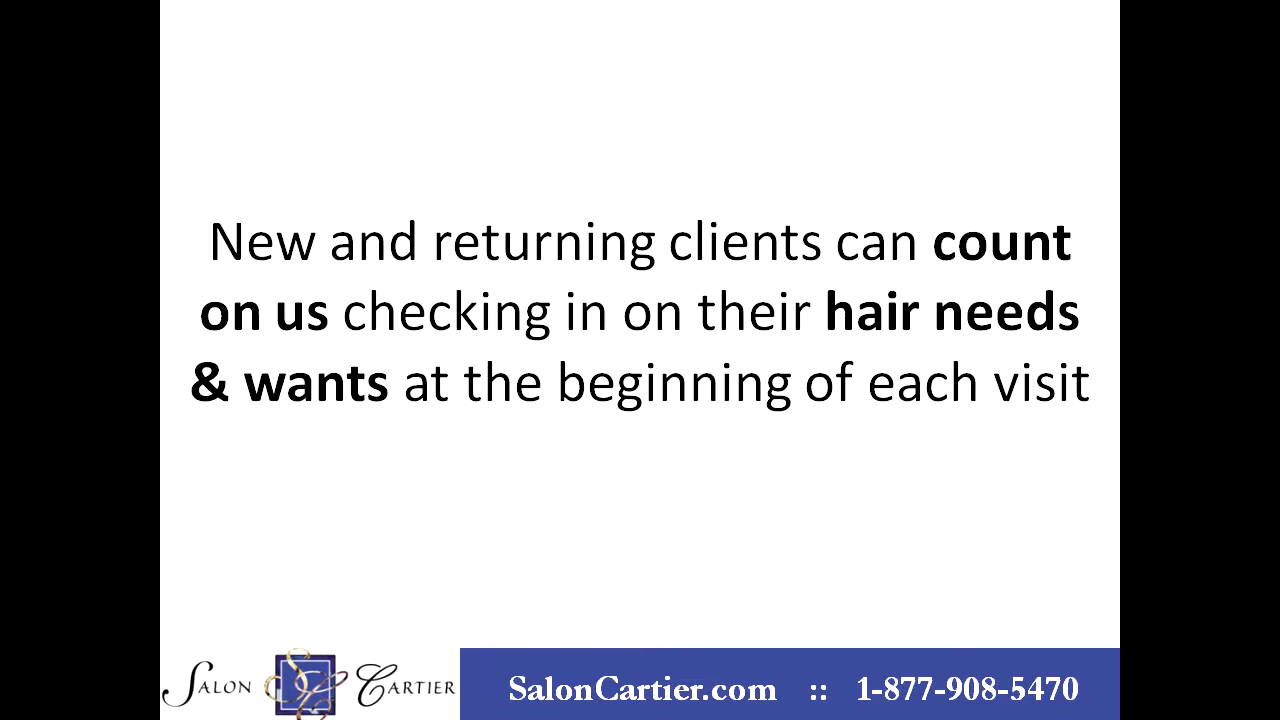 New and returning clients can count
on us checking in on their hair needs
& wants at the beginning of each visit
SALON SC CARTIER
SalonCartier.com :: 1-877-908-5470